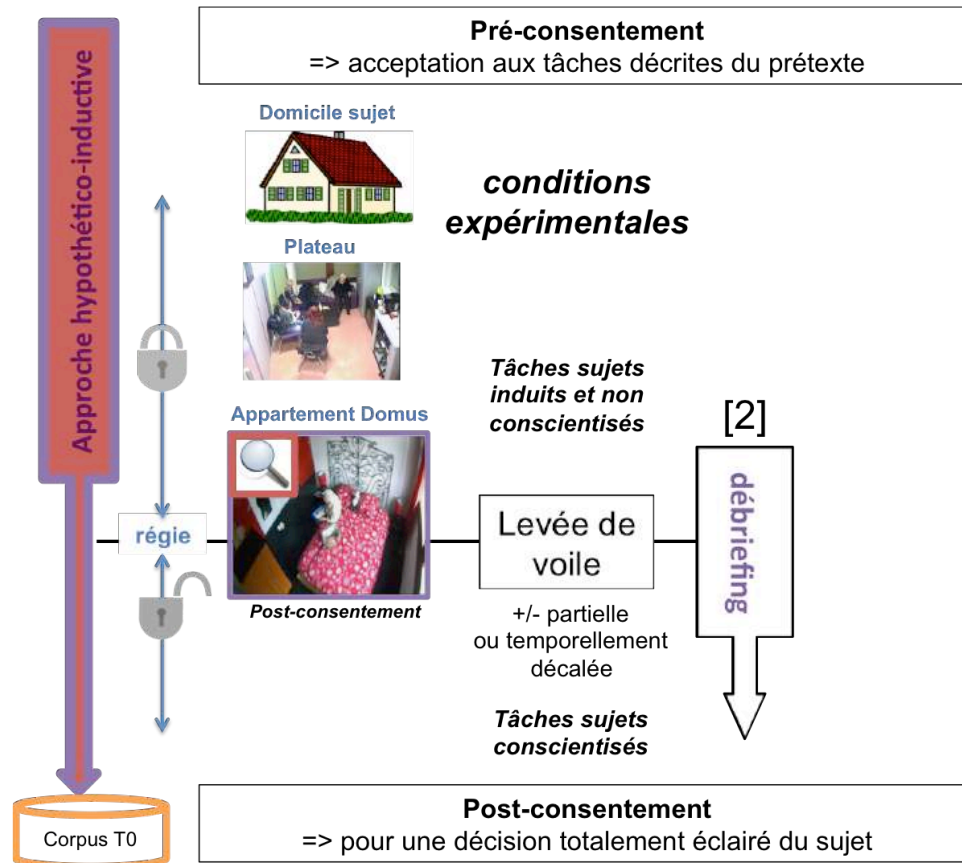 Pré-consentement
=> acceptation aux tâches décrites du prétexte
Approche hypothético-inductive
Domicile sujet
conditions
expérimentales
Plateau
Tâches sujets
induits et non
conscientisés
Appartement Domus
[2]
régie
Levée de
voile
débriefing
Post-consentement
+/- partielle
ou temporellement
décalée
Tâches sujets
conscientisés
Corpus T0
Post-consentement
=> pour une décision totalement éclairé du sujet